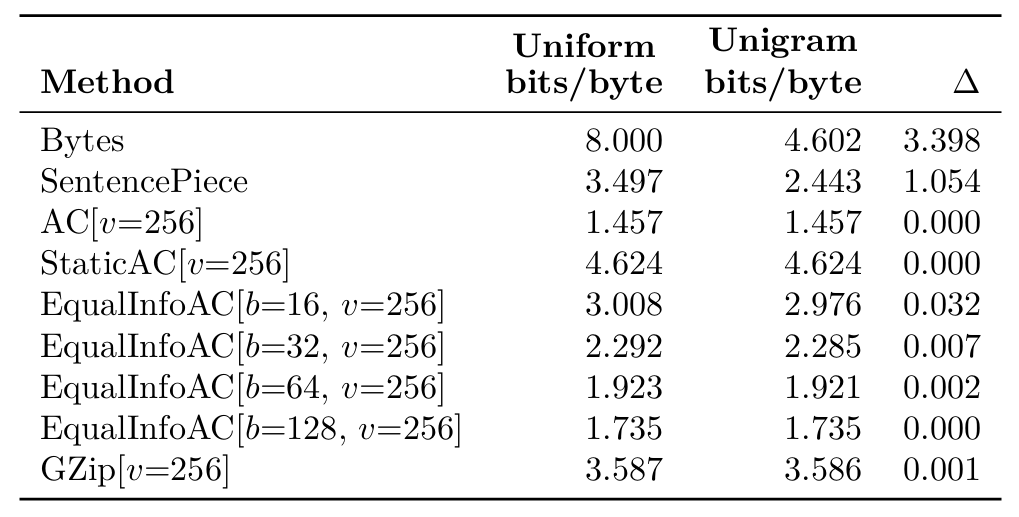 Method Uniform bits/byte Unigram bits/byte Δ
Bytes 8.000 4.602 3.398
SentencePiece 3.497 2.443 1.054
AC[v=256] 1.457 1.457 0.000
StaticAC[v=256] 4.624 4.624 0.000
EqualInfoAC[b=16, v=256] 3.008 2.976 0.032
EqualInfoAC[b=32, v=256] 2.292 2.285 0.007
EqualInfoAC[b=64, v=256] 1.923 1.921 0.002
EqualInfoAC[b=128, v=256] 1.735 1.735 0.000
GZip[v=256] 3.587 3.586 0.001